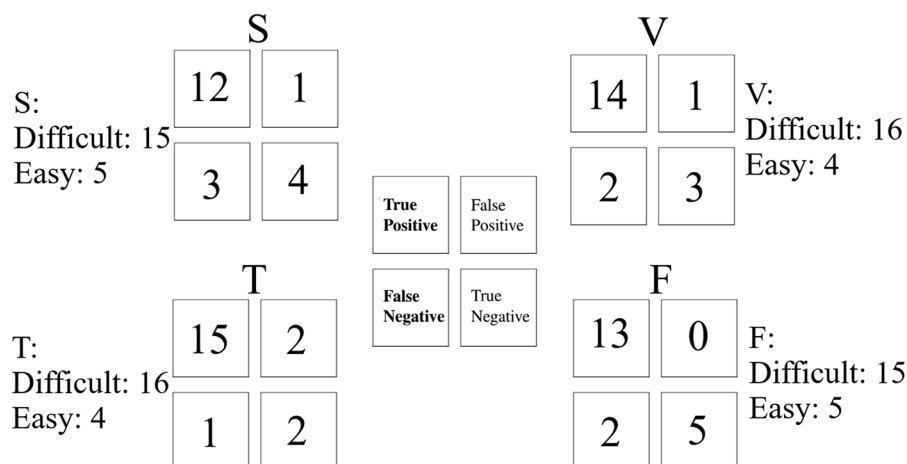 S
12 1
3 4
S:
Difficult: 15
Easy: 5
V
14 1
2 3
V:
Difficult: 16
Easy: 4
True
Positive
False
Positive
False
Negative
True
Negative
T
15 2
1 2
T:
Difficult: 16
Easy: 4
F
13 0
2 5
F:
Difficult: 15
Easy: 5